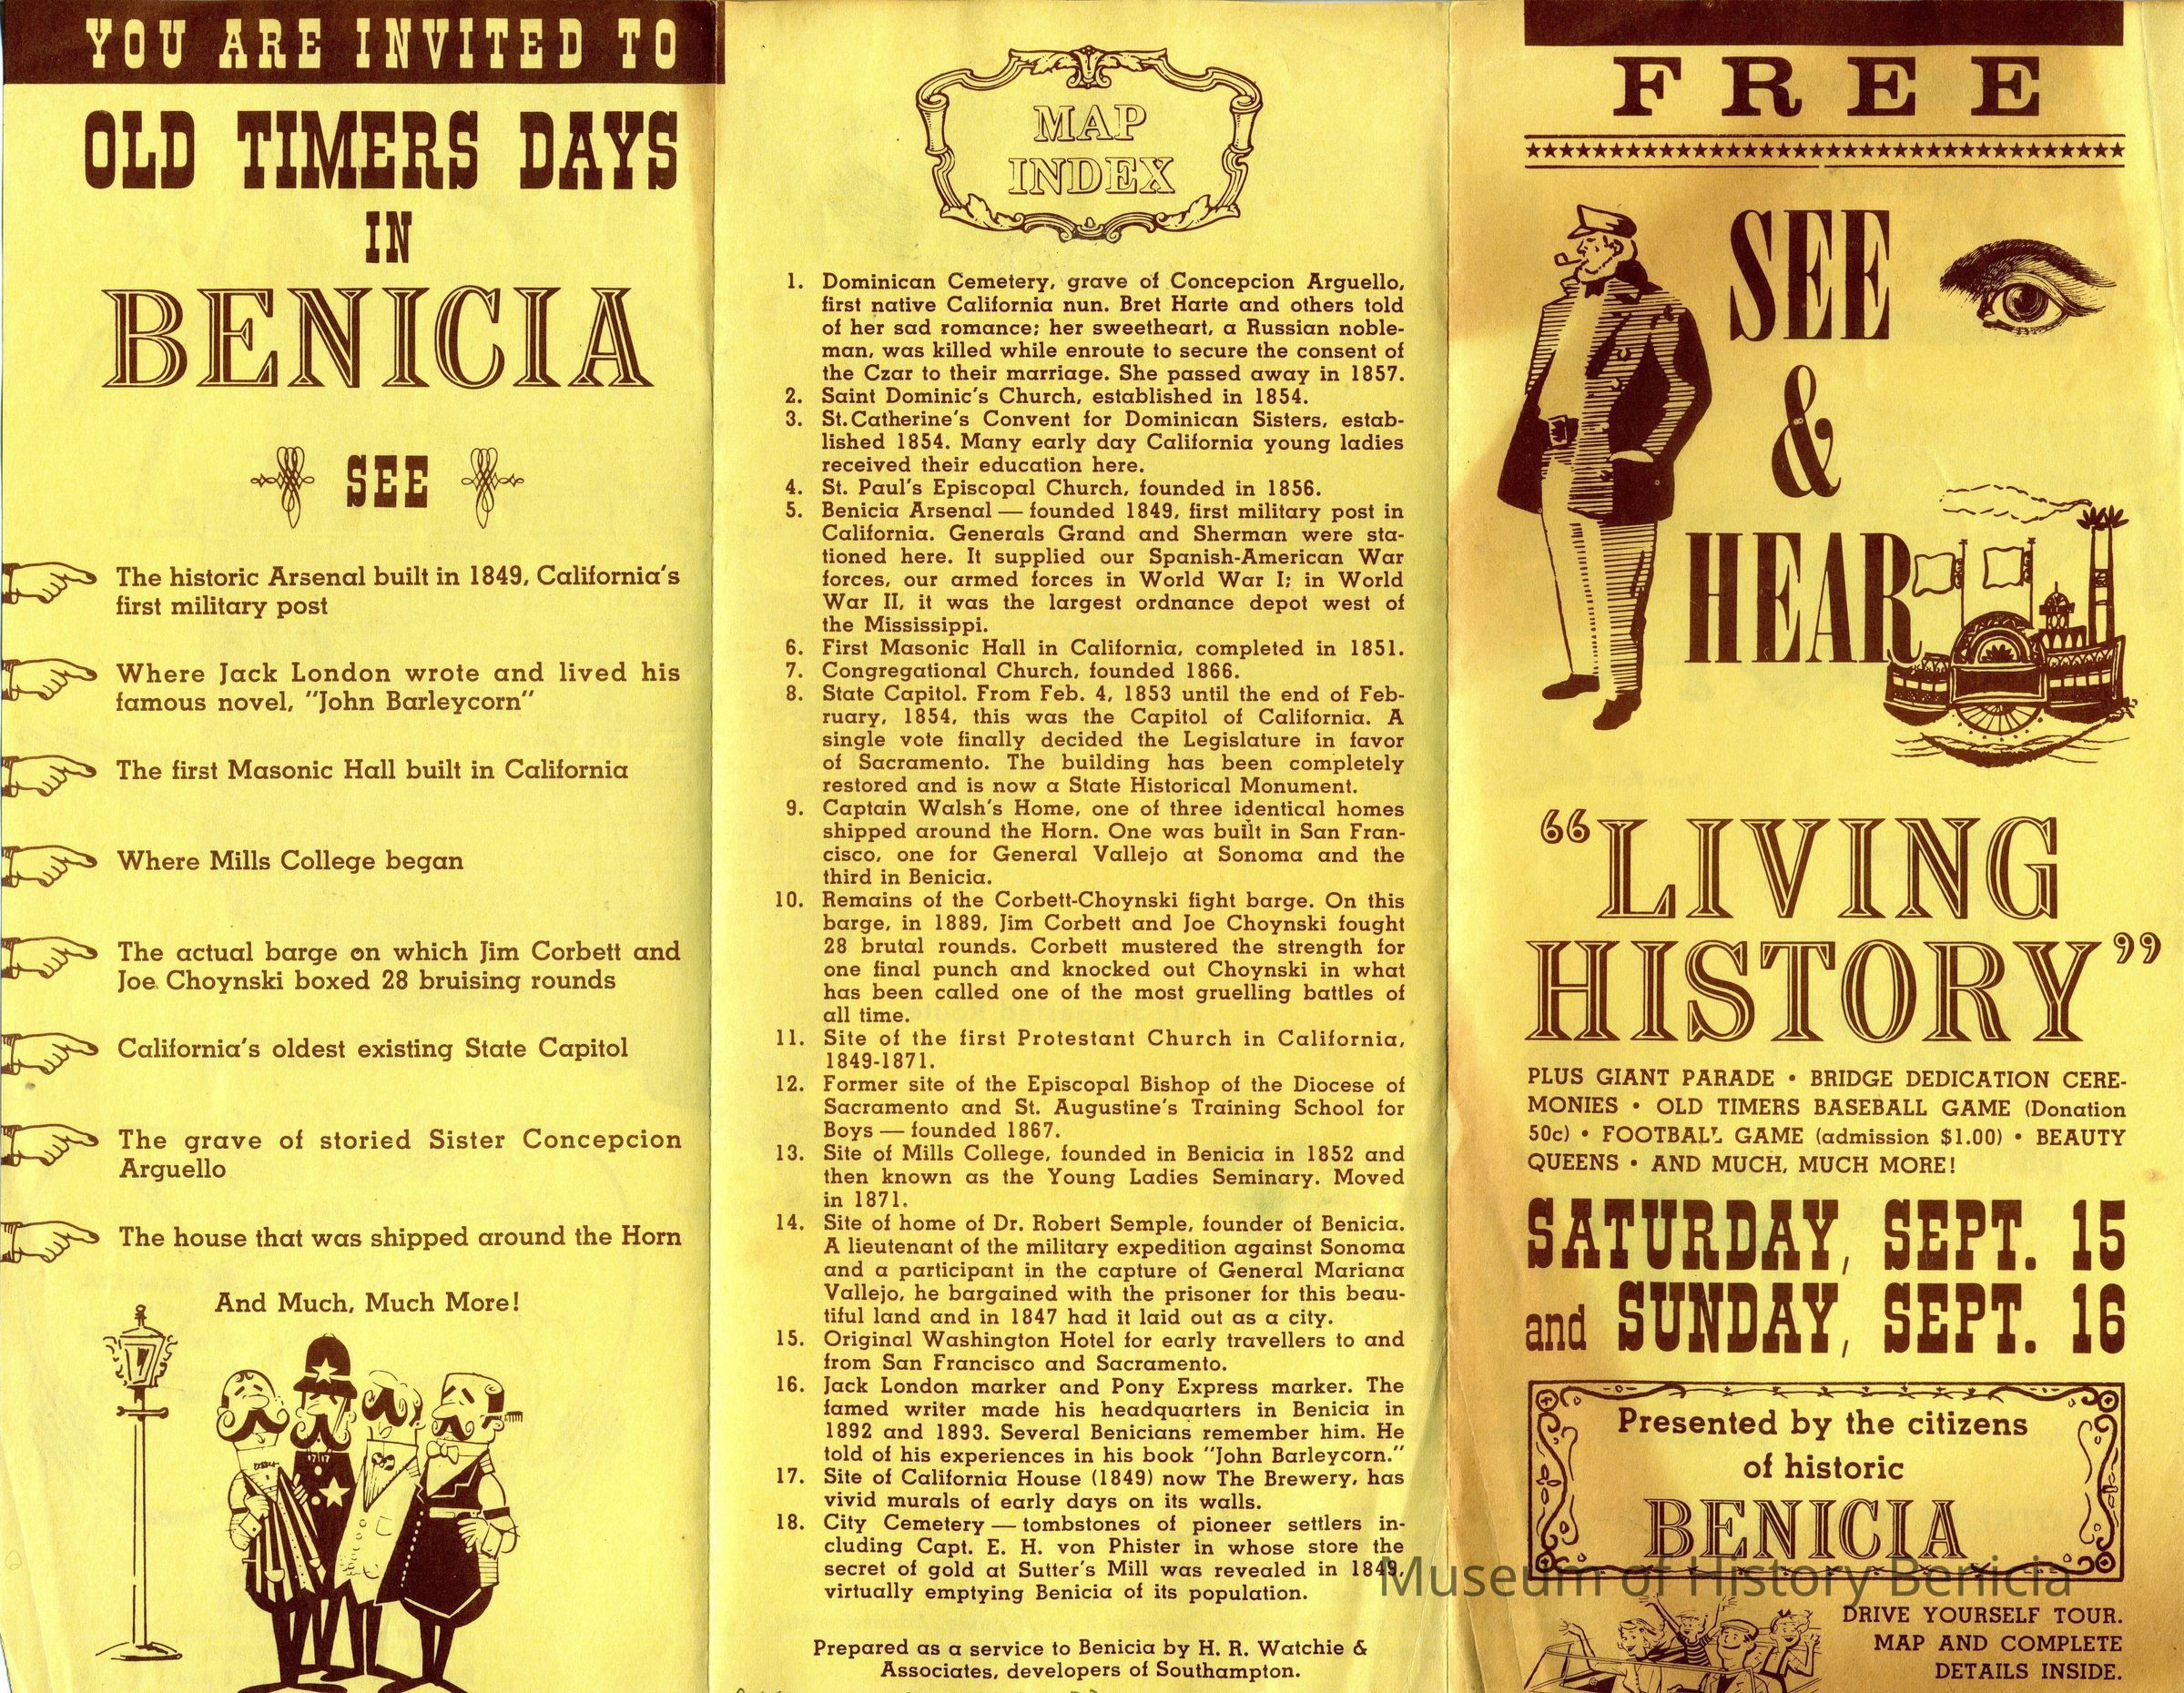 YOU ARE INVITED TO
OLD TIMERS DAYS
IN
BENICIA
SEE
The historic Arsenal built in 1849, California's
first military post
Where Jack London wrote and lived his
famous novel, "John Barleycorn"
The first Masonic Hall built in California
Where Mills College began
The actual barge on which Jim Corbett and
Joe Choynski boxed 28 bruising rounds
California's oldest existing State Capitol
The grave of storied Sister Concepcion
Arguello
The house that was shipped around the Horn
And Much, Much More!
MAP
INDEX
1. Dominican Cemetery, grave of Concepcion Arguello,
first native California nun. Bret Harte and others told
of her sad romance; her sweetheart, a Russian noble-
man, was killed while enroute to secure the consent of
the Czar to their marriage. She passed away in 1857.
2. Saint Dominic's Church, established in 1854.
3. St. Catherine's Convent for Dominican Sisters, estab-
lished 1854. Many early day California young ladies
received their education here.
4. St. Paul's Episcopal Church, founded in 1856.
5. Benicia Arsenal — founded 1849, first military post in
California. Generals Grand and Sherman were sta-
tioned here. It supplied our Spanish-American War
forces, our armed forces in World War I; in World
War II, it was the largest ordnance depot west of
the Mississippi.
6. First Masonic Hall in California, completed in 1851.
7. Congregational Church, founded 1866.
8. State Capitol. From Feb. 4, 1853 until the end of Feb-
ruary, 1854, this was the Capitol of California. A
single vote finally decided the Legislature in favor
of Sacramento. The building has been completely
restored and is now a State Historical Monument.
9. Captain Walsh's Home, one of three identical homes
shipped around the Horn. One was built in San Fran-
cisco, one for General Vallejo at Sonoma and the
third in Benicia.
10. Remains of the Corbett-Choynski fight barge. On this
barge, in 1889, Jim Corbett and Joe Choynski fought
28 brutal rounds. Corbett mustered the strength for
one final punch and knocked out Choynski in what
has been called one of the most gruelling battles of
all time.
11. Site of the first Protestant Church in California,
1849-1871.
12. Former site of the Episcopal Bishop of the Diocese of
Sacramento and St. Augustine's Training School for
Boys — founded 1867.
13. Site of Mills College, founded in Benicia in 1852 and
then known as the Young Ladies Seminary. Moved
in 1871.
14. Site of home of Dr. Robert Semple, founder of Benicia.
A lieutenant of the military expedition against Sonoma
and a participant in the capture of General Mariana
Vallejo, he bargained with the prisoner for this beau-
tiful land and in 1847 had it laid out as a city.
15. Original Washington Hotel for early travellers to and
from San Francisco and Sacramento.
16. Jack London marker and Pony Express marker. The
famed writer made his headquarters in Benicia in
1892 and 1893. Several Benicians remember him. He
told of his experiences in his book "John Barleycorn."
17. Site of California House (1849) now The Brewery, has
vivid murals of early days on its walls.
18. City Cemetery — tombstones of pioneer settlers in-
cluding Capt. E. H. von Phister in whose store the
secret of gold at Sutter's Mill was revealed in 1849,
virtually emptying Benicia of its population.
Prepared as a service to Benicia by H. R. Watchie &
Associates, developers of Southampton.
FREE
SEE
&
HEAR
"LIVING
HISTORY"
PLUS GIANT PARADE • BRIDGE DEDICATION CERE-
MONIES • OLD TIMERS BASEBALL GAME (Donation
50c) • FOOTBALL GAME (admission $1.00) • BEAUTY
QUEENS • AND MUCH, MUCH MORE!
SATURDAY, SEPT. 15
and SUNDAY, SEPT. 16
Presented by the citizens
of historic
BENICIA
Museum of History Benicia
DRIVE YOURSELF TOUR.
MAP AND COMPLETE
DETAILS INSIDE.